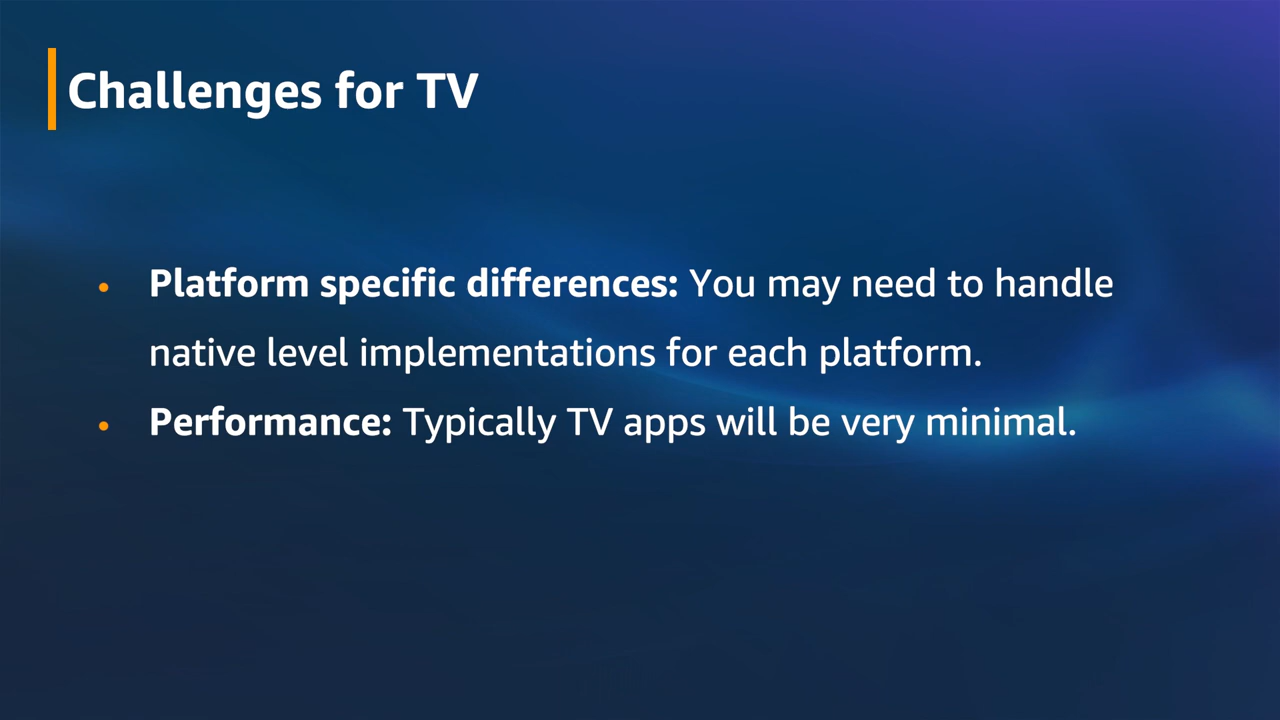 Challenges for TV
• Platform specific differences: You may need to handle
native level implementations for each platform.
• Performance: Typically TV apps will be very minimal.